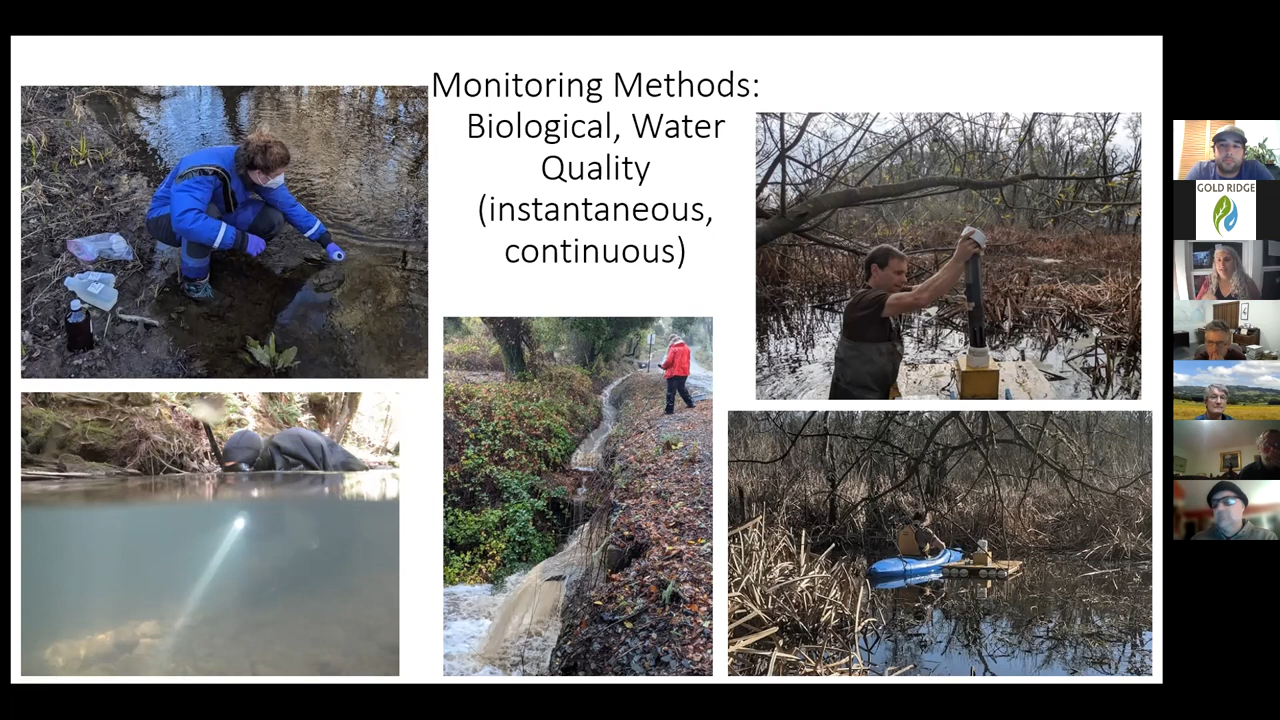 Monitoring Methods:
Biological, Water
Quality
(instantaneous,
continuous)
GOLD RIDGE